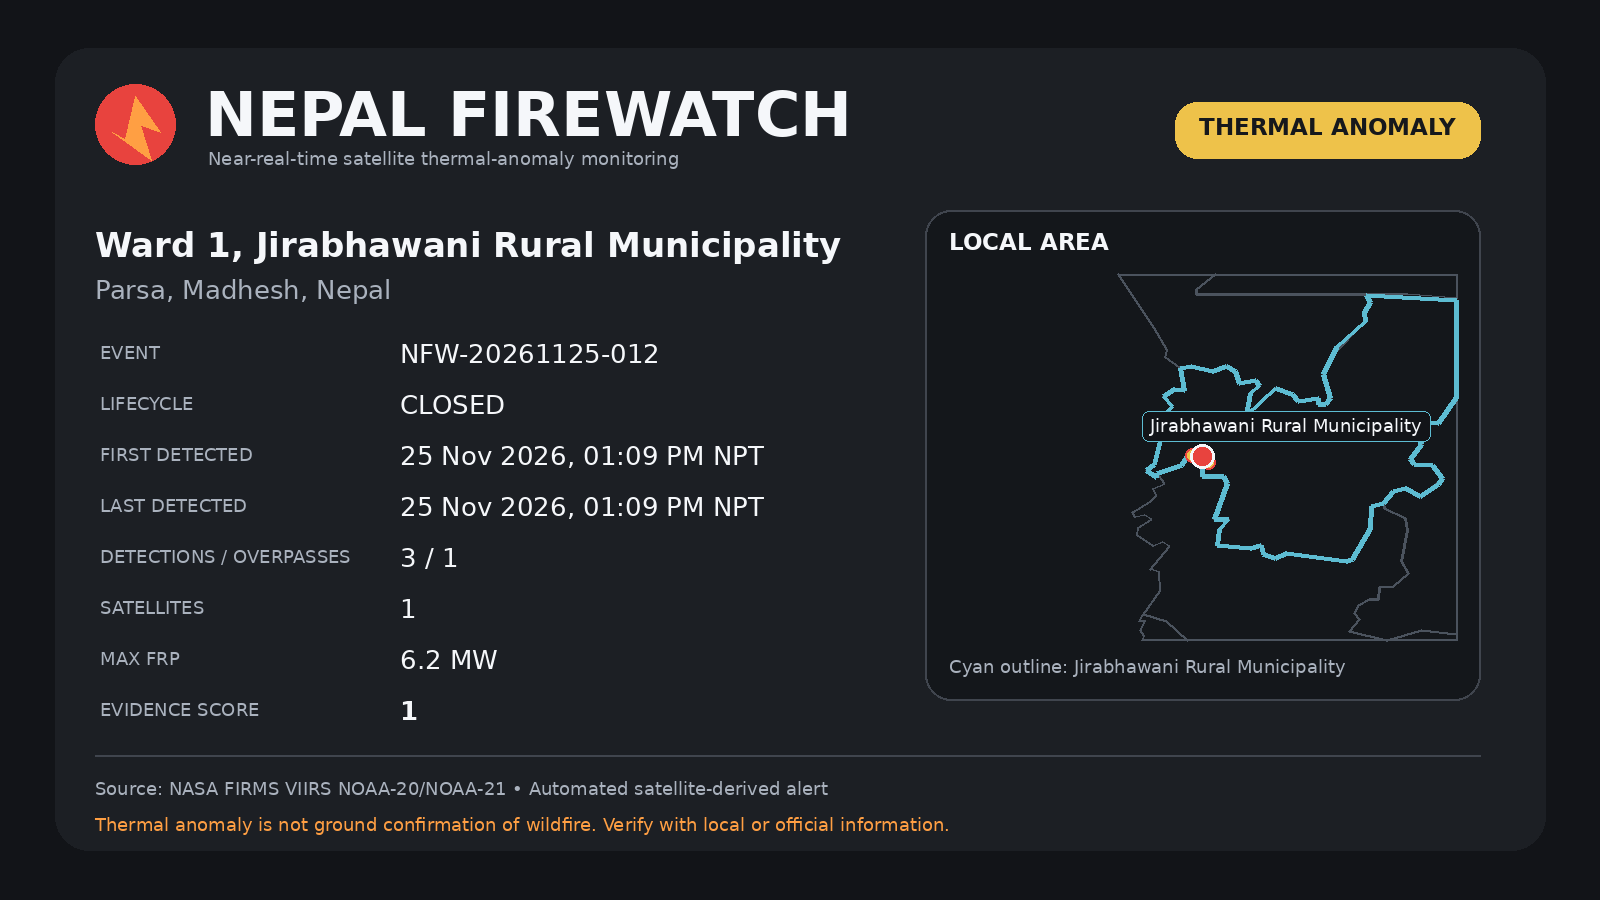 NEPAL FIREWATCH
Near-real-time satellite thermal-anomaly monitoring
THERMAL ANOMALY
Ward 1, Jirabhawani Rural Municipality
Parsa, Madhesh, Nepal
EVENT NFW-20261125-012
LIFECYCLE CLOSED
FIRST DETECTED 25 Nov 2026, 01:09 PM NPT
LAST DETECTED 25 Nov 2026, 01:09 PM NPT
DETECTIONS / OVERPASSES 3 / 1
SATELLITES 1
MAX FRP 6.2 MW
EVIDENCE SCORE 1
LOCAL AREA
Jirabhawani Rural Municipality
Cyan outline: Jirabhawani Rural Municipality
Source: NASA FIRMS VIIRS NOAA-20/NOAA-21 • Automated satellite-derived alert
Thermal anomaly is not ground confirmation of wildfire. Verify with local or official information.